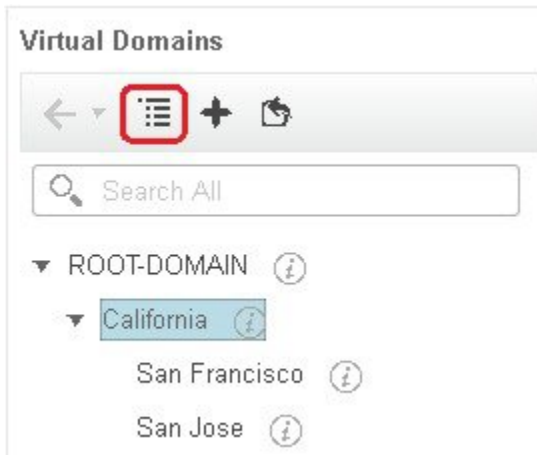 Virtual Domains
Search All
ROOT-DOMAIN
California
San Francisco
San Jose